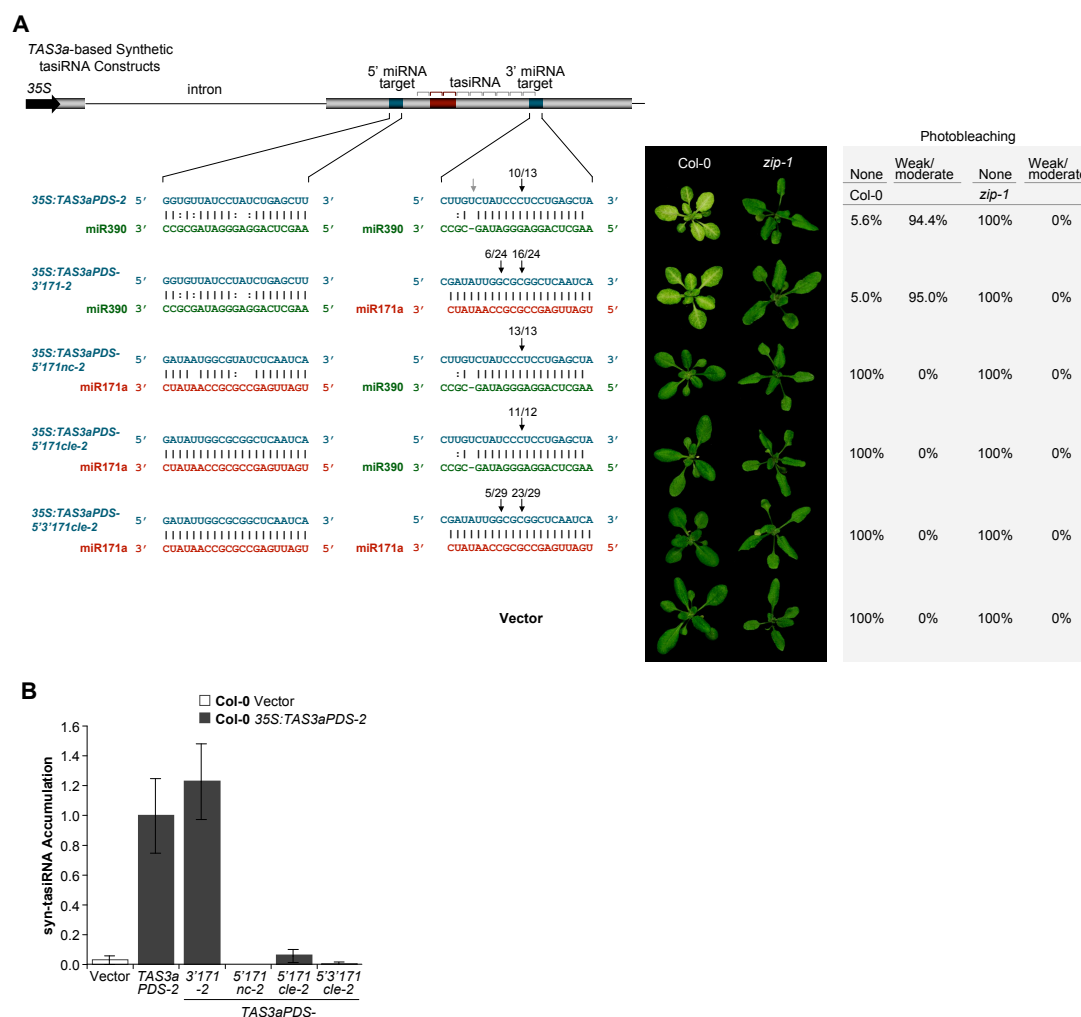 A
TAS3a-based Synthetic
tasiRNA Constructs
35S
intron
5’ miRNA
target
tasiRNA
3’ miRNA
target
Photobleaching
Col-0
zip-1
None
Weak/
moderate
None
Weak/
moderate
Col-0
zip-1
10/13
35S:TAS3aPDS-2
5’ GGUGUUAUCCUAUCUGAGCUU 3’
5’ CUUGUCUAUCCCUCCUGAGCUA 3’
miR390
3’ CCGCGAUAGGGAGGACUCGAA 5’
miR390
3’ CCGC-GAUAGGGAGGACUCGAA 5’
5.6% 94.4% 100% 0%
6/24 16/24
35S:TAS3aPDS-
3’171-2
5’ GGUGUUAUCCUAUCUGAGCUU 3’
5’ CGAUAUUGGCGCGGCUCAAUCA 3’
miR390
3’ CCGCGAUAGGGAGGACUCGAA 5’
miR171a
3’ CUAUAACCGCGCCGAGUUAGU 5’
5.0% 95.0% 100% 0%
13/13
35S:TAS3aPDS-
5’171nc-2
5’ GAUAAUGGCGUAUCUCAAUCA 3’
5’ CUUGUCUAUCCCUCCUGAGCUA 3’
miR171a
3’ CUAUAACCGCGCCGAGUUAGU 5’
miR390
3’ CCGC-GAUAGGGAGGACUCGAA 5’
100% 0% 100% 0%
11/12
35S:TAS3aPDS-
5’171cle-2
5’ GAUAUUGGCGCGGCUCAAUCA 3’
5’ CUUGUCUAUCCCUCCUGAGCUA 3’
miR171a
3’ CUAUAACCGCGCCGAGUUAGU 5’
miR390
3’ CCGC-GAUAGGGAGGACUCGAA 5’
100% 0% 100% 0%
5/29 23/29
35S:TAS3aPDS-
5’3’171cle-2
5’ GAUAUUGGCGCGGCUCAAUCA 3’
5’ CGAUAUUGGCGCGGCUCAAUCA 3’
miR171a
3’ CUAUAACCGCGCCGAGUUAGU 5’
miR171a
3’ CUAUAACCGCGCCGAGUUAGU 5’
100% 0% 100% 0%
Vector
100% 0% 100% 0%
B
Col-0 Vector
Col-0 35S:TAS3aPDS-2
syn-tasiRNA Accumulation
1.6
1.4
1.2
1.0
0.8
0.6
0.4
0.2
0.0
Vector
TAS3a
PDS-2
3’171
-2
5’171
nc-2
5’171
cle-2
5’3’171
cle-2
TAS3aPDS-